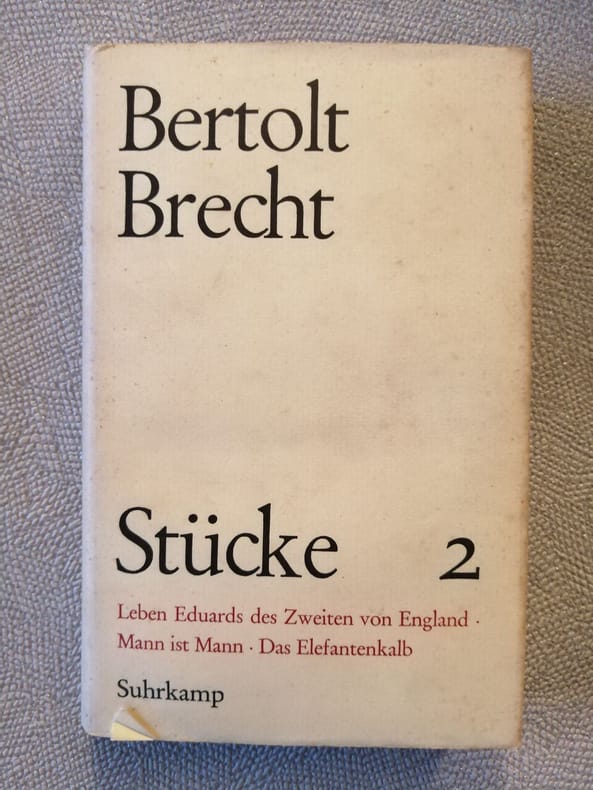 Bertolt
Brecht
Stücke 2
Leben Eduards des Zweiten von England ·
Mann ist Mann · Das Elefantenkalb
Suhrkamp